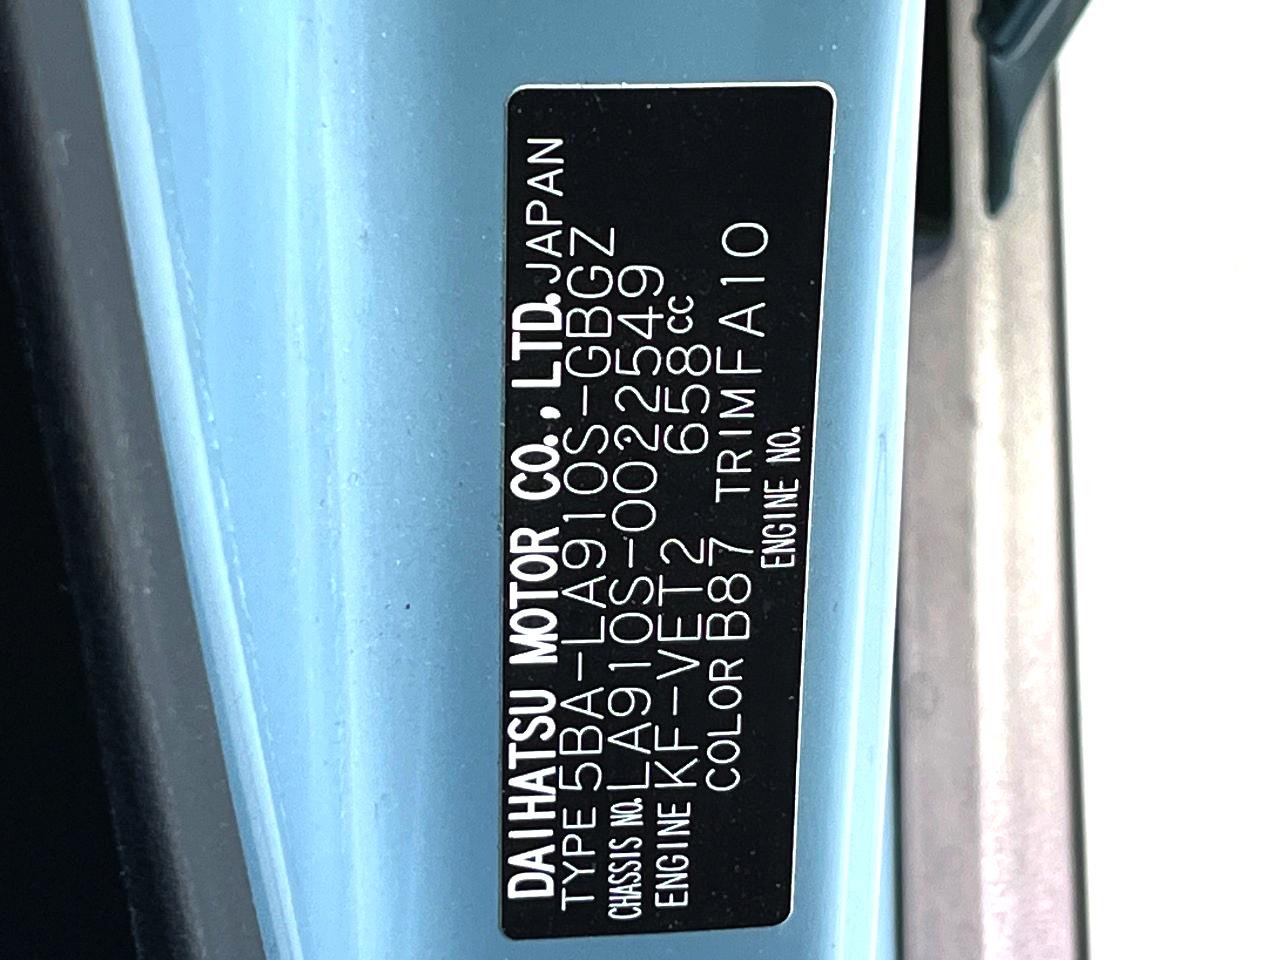 DAIHATSU MOTOR CO., LTD. JAPAN
TYPE 5BA-LA910S-GBGZ
CHASSIS NO. LA910S-0022549
ENGINE KF-VET2 658cc
COLOR B87 TRIM FA10
ENGINE NO.